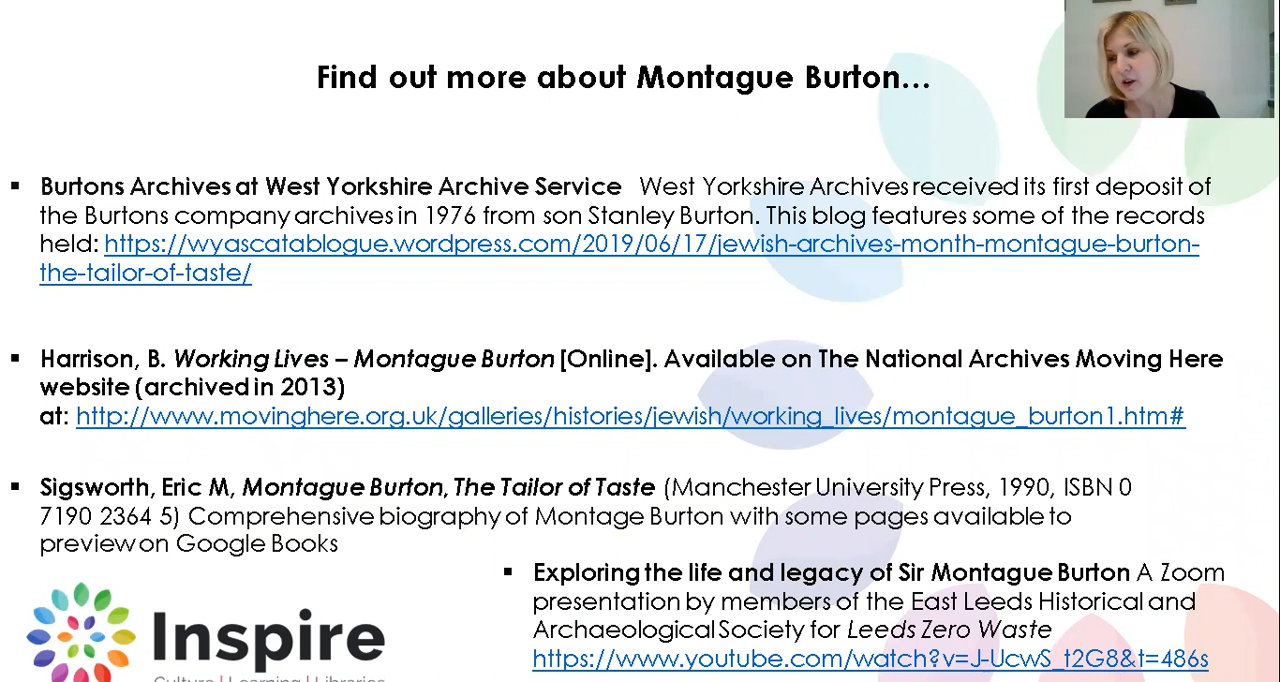 Find out more about Montague Burton...
▪ Burtons Archives at West Yorkshire Archive Service West Yorkshire Archives received its first deposit of
the Burtons company archives in 1976 from son Stanley Burton. This blog features some of the records
held: https://wyascatablogue.wordpress.com/2019/06/17/jewish-archives-month-montague-burton-
the-tailor-of-taste/
▪ Harrison, B. Working Lives – Montague Burton [Online]. Available on The National Archives Moving Here
website (archived in 2013)
at: http://www.movinghere.org.uk/galleries/histories/jewish/working_lives/montague_burton1.htm#
▪ Sigsworth, Eric M, Montague Burton, The Tailor of Taste (Manchester University Press, 1990, ISBN 0
7190 2364 5) Comprehensive biography of Montage Burton with some pages available to
preview on Google Books
▪ Exploring the life and legacy of Sir Montague Burton A Zoom
presentation by members of the East Leeds Historical and
Archaeological Society for Leeds Zero Waste
https://www.youtube.com/watch?v=J-UcwS_t2G8&t=486s
Inspire
Culture | Learning | Libraries